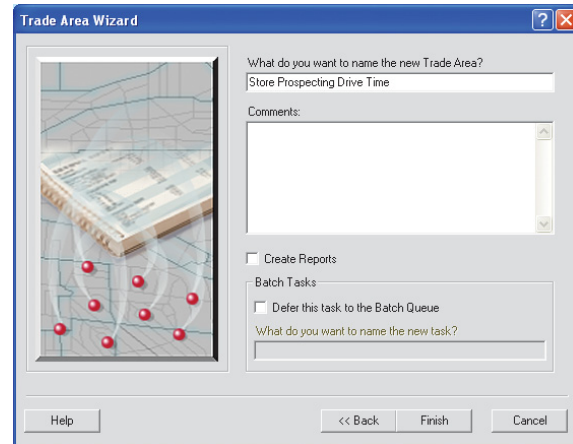 Trade Area Wizard
What do you want to name the new Trade Area?
Store Prospecting Drive Time
Comments:
Create Reports
Batch Tasks
Defer this task to the Batch Queue
What do you want to name the new task?
Help
<< Back
Finish
Cancel